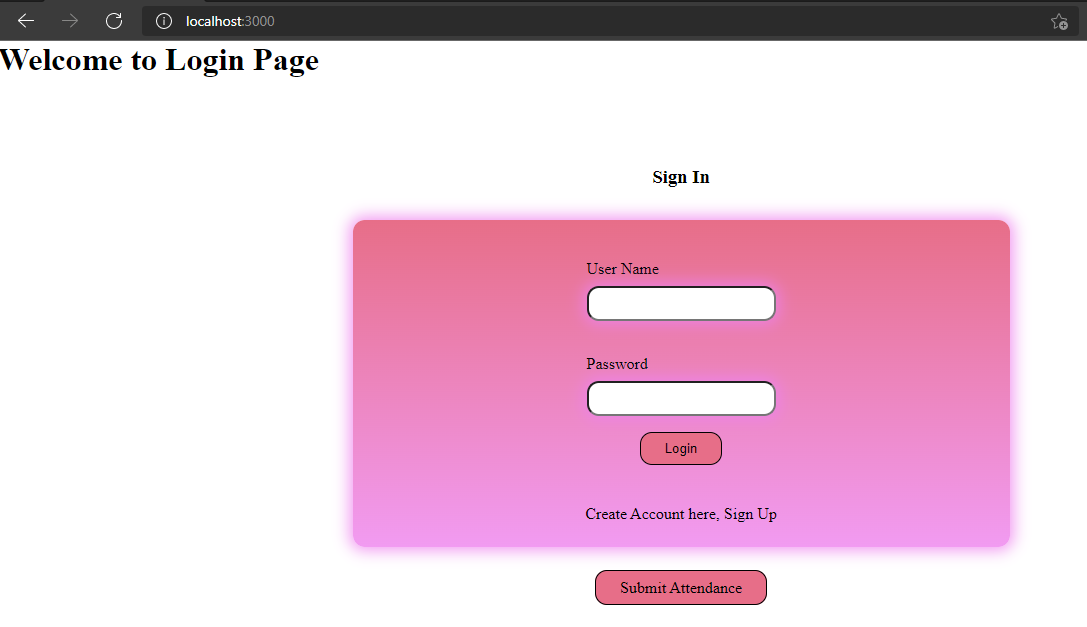 localhost:3000
Welcome to Login Page
Sign In
User Name
Password
Login
Create Account here, Sign Up
Submit Attendance